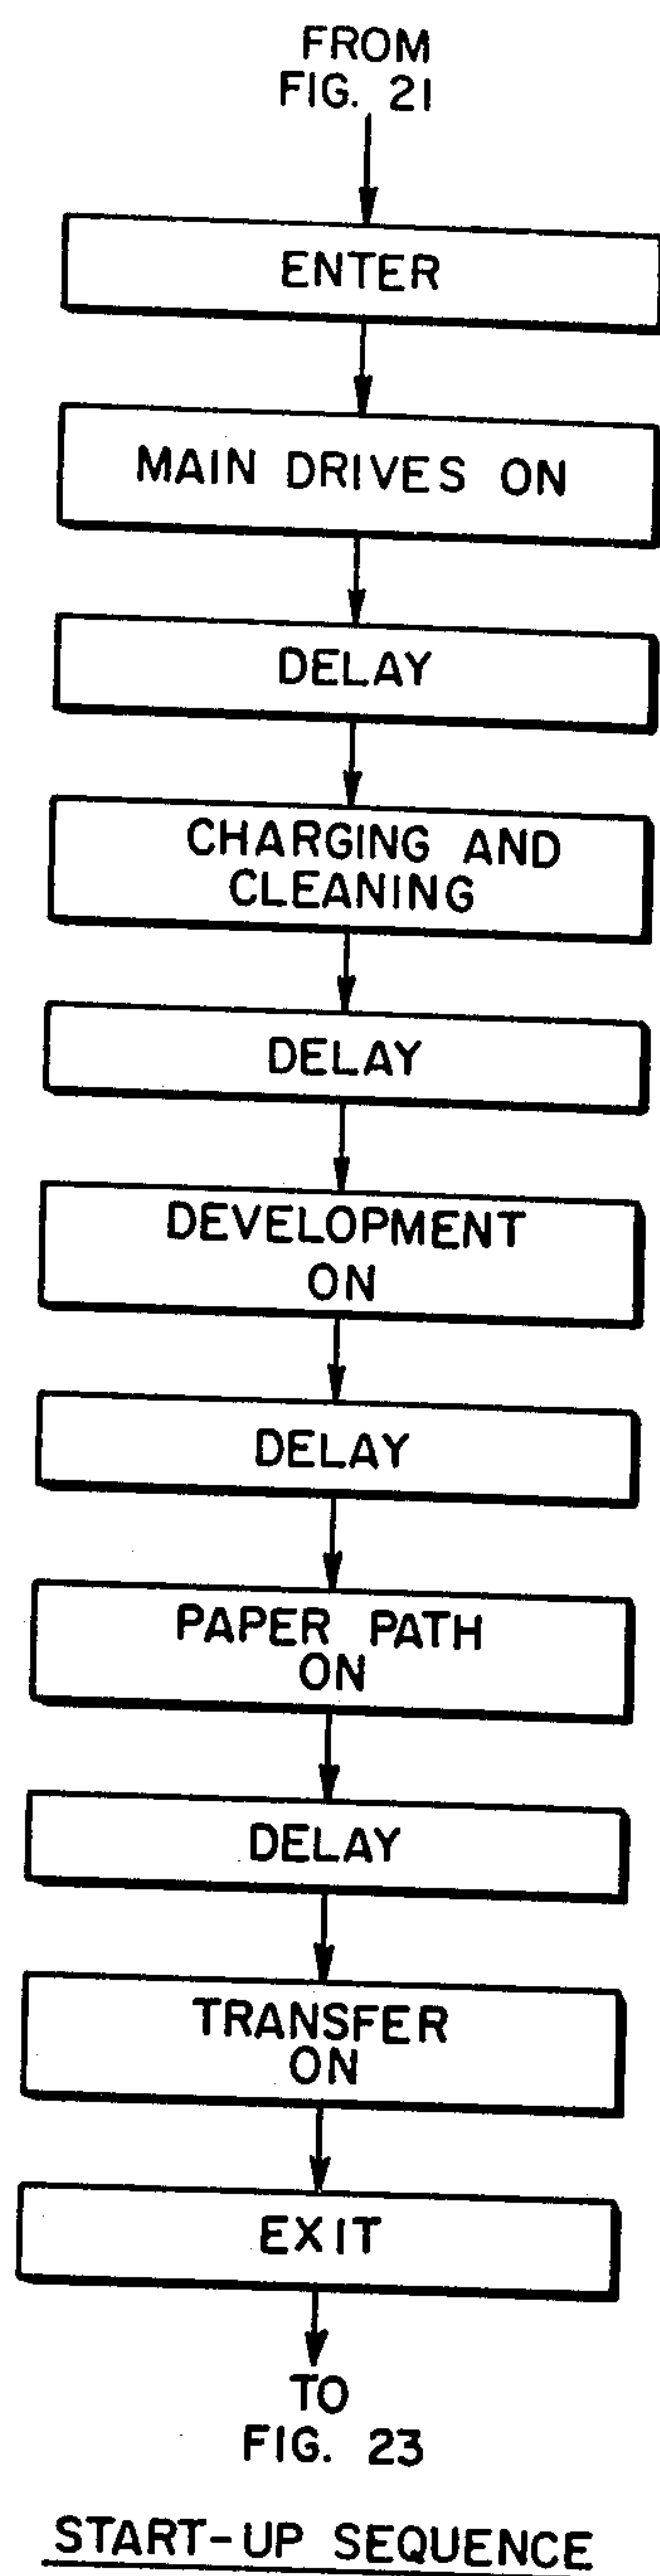 FROM
FIG. 21
ENTER
MAIN DRIVES ON
DELAY
CHARGING AND
CLEANING
DELAY
DEVELOPMENT
ON
DELAY
PAPER PATH
ON
DELAY
TRANSFER
ON
EXIT
TO
FIG. 23
START-UP SEQUENCE